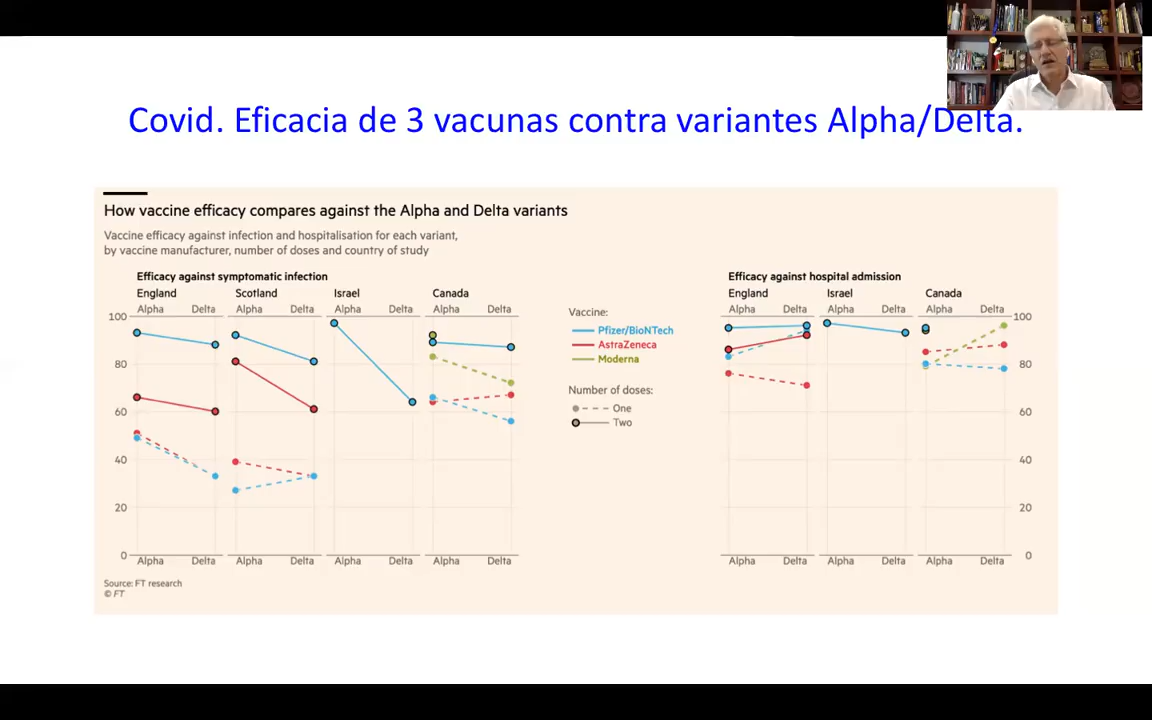 Covid. Eficacia de 3 vacunas contra variantes Alpha/Delta.
How vaccine efficacy compares against the Alpha and Delta variants
Vaccine efficacy against infection and hospitalisation for each variant,
by vaccine manufacturer, number of doses and country of study
Efficacy against symptomatic infection
England Scotland Israel Canada
Alpha Delta Alpha Delta Alpha Delta Alpha Delta
100
80
60
40
20
0
Alpha Delta Alpha Delta Alpha Delta Alpha Delta
Vaccine:
Pfizer/BioNTech
AstraZeneca
Moderna
Number of doses:
One
Two
Efficacy against hospital admission
England Israel Canada
Alpha Delta Alpha Delta Alpha Delta
100
80
60
40
20
0
Alpha Delta Alpha Delta Alpha Delta
Source: FT research
© FT